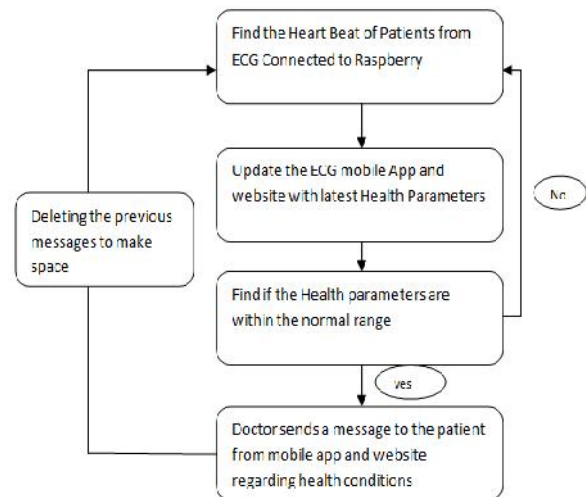 Find the Heart Beat of Patients from
ECG Connected to Raspberry
Update the ECG mobile App and
website with latest Health Parameters
No
Deleting the previous
messages to make
space
Find if the Health parameters are
within the normal range
yes
Doctor sends a message to the patient
from mobile app and website
regarding health conditions